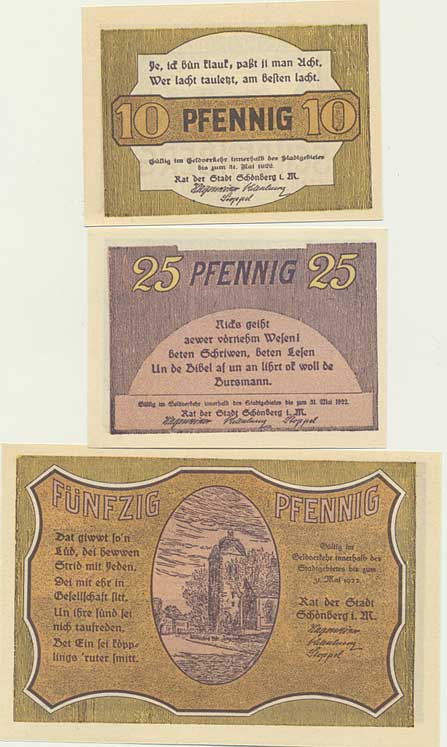 Je, ick bün klauk, paßt ji man Acht,
Wer lacht tauletzt, am besten lacht.
10 PFENNIG 10
Gültig im Geldverkehr innerhalb des Stadtgebietes
bis zum 31. Mai 1922.
Rat der Stadt Schönberg i. M.
25 PFENNIG 25
Nicks geiht
aewer vörnehm Wesen!
beten Schriwen, beten Lesen
Un de Bibel af un an lihrt ok woll de
Bursmann.
Gültig im Geldverkehr innerhalb des Stadtgebietes bis zum 31. Mai 1922.
Rat der Stadt Schönberg i. M.
FÜNFZIG PFENNIG
Dat giwwt so'n
Lüd, dei hewwen
Strid mit Jeden,
Dei mit ehr in
Gesellschaft sitt,
Un ihre sünd sei
nich taufreden,
Bet Ein sei köpp-
lings 'ruter smitt.
Gültig im
Geldverkehr innerhalb des
Stadtgebietes bis zum
31. Mai 1922.
Rat der Stadt
Schönberg i. M.